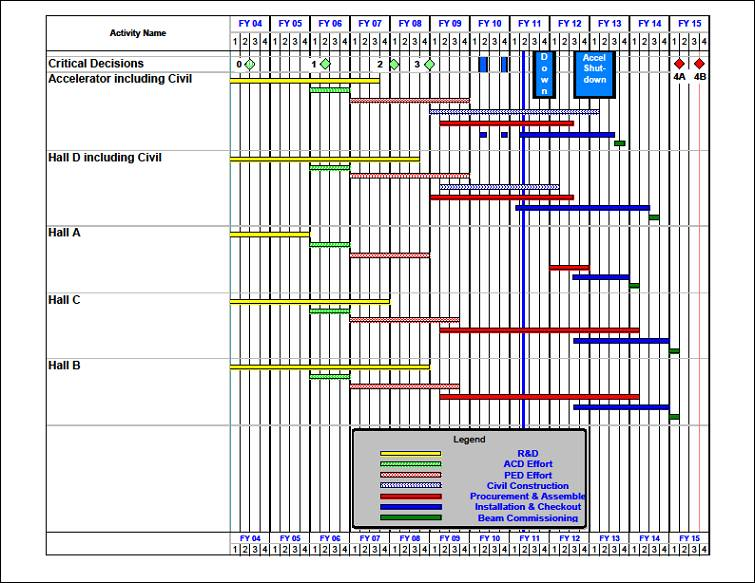 Activity Name
FY 04 FY 05 FY 06 FY 07 FY 08 FY 09 FY 10 FY 11 FY 12 FY 13 FY 14 FY 15
1 2 3 4 1 2 3 4 1 2 3 4 1 2 3 4 1 2 3 4 1 2 3 4 1 2 3 4 1 2 3 4 1 2 3 4 1 2 3 4 1 2 3 4 1 2 3 4
Critical Decisions
0 1 2 3
D
o
w
n
Accel
Shut-
down
4A 4B
Accelerator including Civil
Hall D including Civil
Hall A
Hall C
Hall B
Legend
R&D
ACD Effort
PED Effort
Civil Construction
Procurement & Assemble
Installation & Checkout
Beam Commissioning
FY 04 FY 05 FY 06 FY 07 FY 08 FY 09 FY 10 FY 11 FY 12 FY 13 FY 14 FY 15
1 2 3 4 1 2 3 4 1 2 3 4 1 2 3 4 1 2 3 4 1 2 3 4 1 2 3 4 1 2 3 4 1 2 3 4 1 2 3 4 1 2 3 4 1 2 3 4